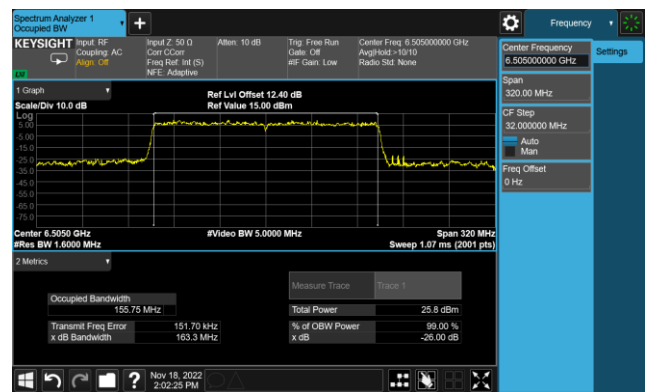 Spectrum Analyzer 1
Occupied BW
Frequency
KEYSIGHT
Input: RF
Coupling: AC
Align: Off
Input Z: 50 Ω
Corr CCorr
Freq Ref: Int (S)
NFE: Adaptive
Atten: 10 dB
Trig: Free Run
Gate: Off
#IF Gain: Low
Center Freq: 6.505000000 GHz
Avg|Hold:>10/10
Radio Std: None
Center Frequency
6.505000000 GHz
Settings
Span
320.00 MHz
CF Step
32.000000 MHz
Auto
Man
Freq Offset
0 Hz
1 Graph
Scale/Div 10.0 dB
Ref Lvl Offset 12.40 dB
Ref Value 15.00 dBm
Log
5.00
-5.00
-15.0
-25.0
-35.0
-45.0
-55.0
-65.0
-75.0
Center 6.5050 GHz
#Video BW 5.0000 MHz
Span 320 MHz
#Res BW 1.6000 MHz
Sweep 1.07 ms (2001 pts)
2 Metrics
Measure Trace
Trace 1
Occupied Bandwidth
155.75 MHz
Total Power
25.8 dBm
Transmit Freq Error
151.70 kHz
% of OBW Power
99.00 %
x dB Bandwidth
163.3 MHz
x dB
-26.00 dB
?
Nov 18, 2022
2:02:25 PM